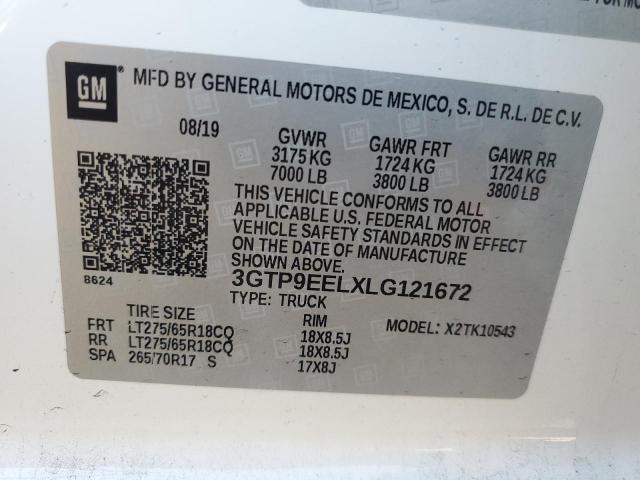 GM
MFD BY GENERAL MOTORS DE MEXICO, S. DE R.L. DE C.V.
08/19 GVWR GAWR FRT GAWR RR
3175 KG 1724 KG 1724 KG
7000 LB 3800 LB 3800 LB
THIS VEHICLE CONFORMS TO ALL
APPLICABLE U.S. FEDERAL MOTOR
VEHICLE SAFETY STANDARDS IN EFFECT
ON THE DATE OF MANUFACTURE
SHOWN ABOVE.
8624
3GTP9EELXLG121672
TYPE: TRUCK
TIRE SIZE RIM MODEL: X2TK10543
FRT LT275/65R18CQ 18X8.5J
RR LT275/65R18CQ 18X8.5J
SPA 265/70R17 S 17X8J